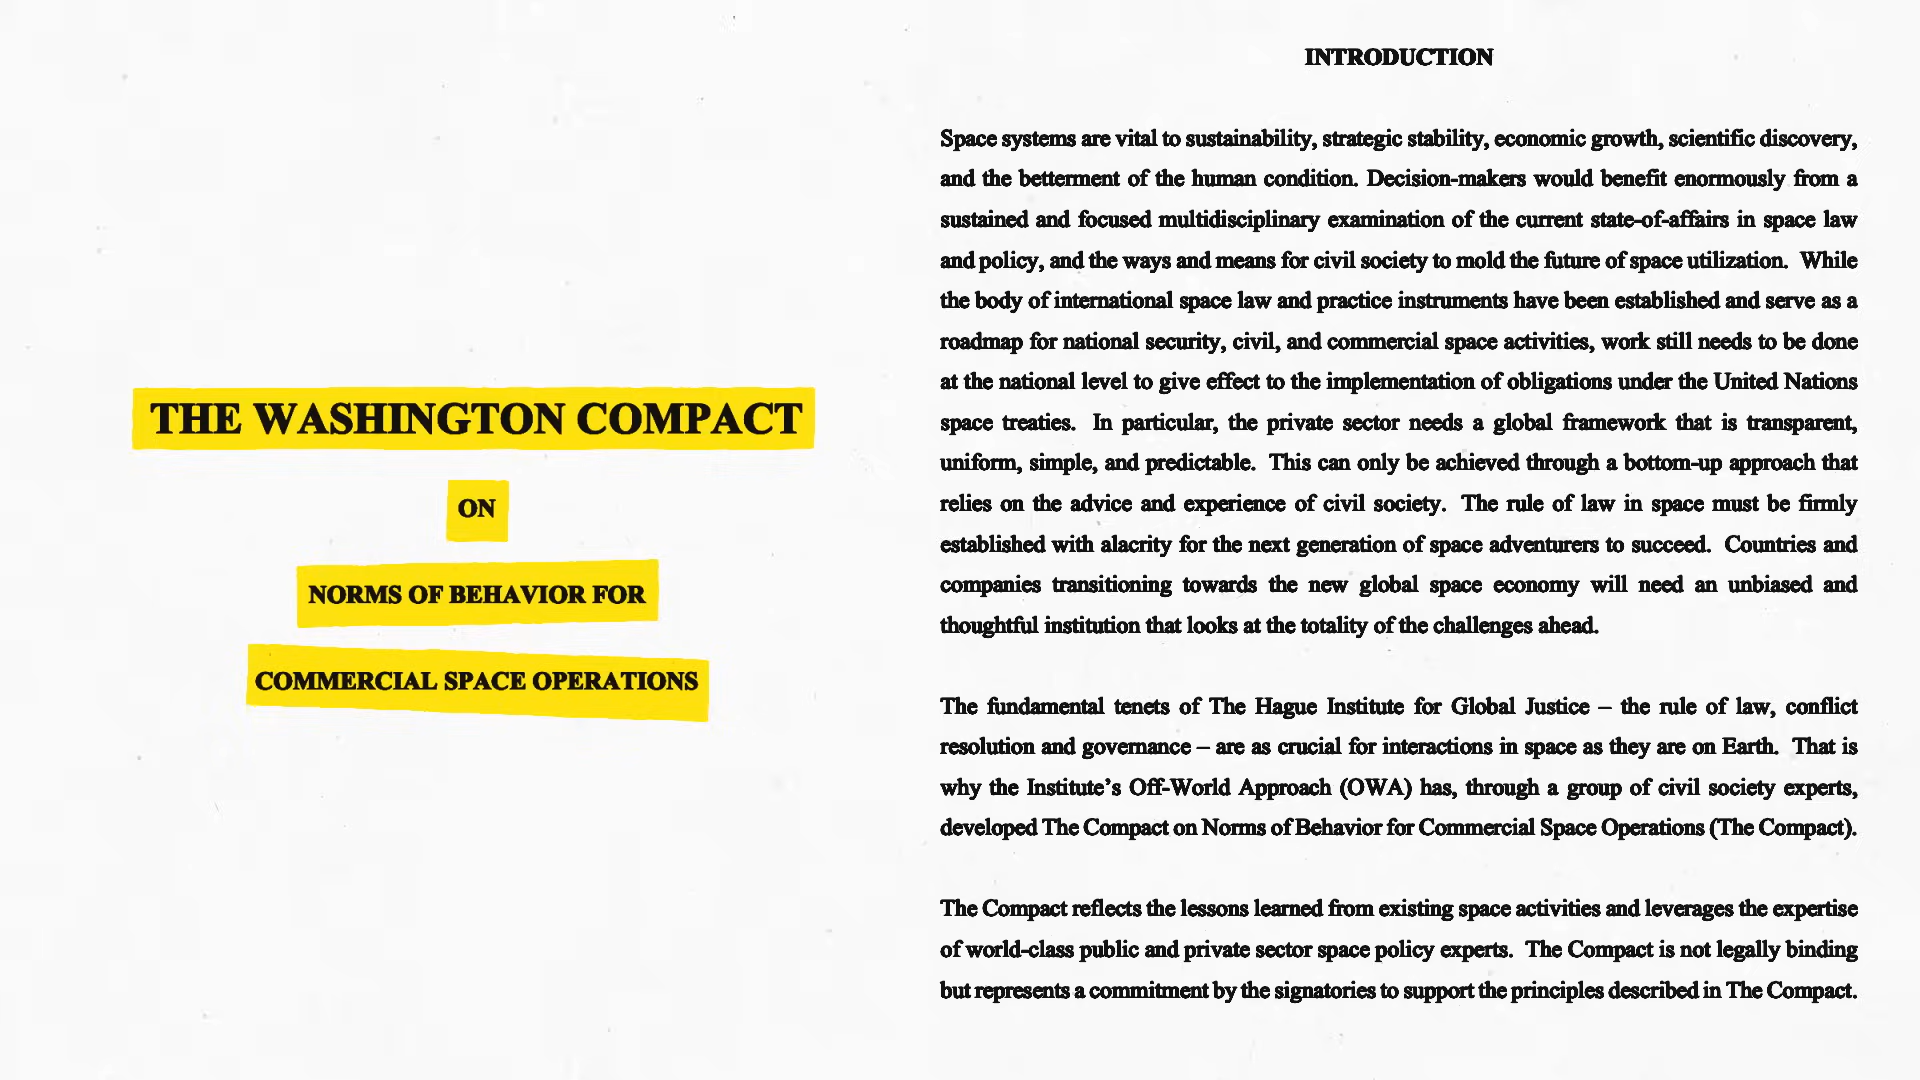 THE WASHINGTON COMPACT
ON
NORMS OF BEHAVIOR FOR
COMMERCIAL SPACE OPERATIONS
INTRODUCTION
Space systems are vital to sustainability, strategic stability, economic growth, scientific discovery,
and the betterment of the human condition. Decision-makers would benefit enormously from a
sustained and focused multidisciplinary examination of the current state-of-affairs in space law
and policy, and the ways and means for civil society to mold the future of space utilization.  While
the body of international space law and practice instruments have been established and serve as a
roadmap for national security, civil, and commercial space activities, work still needs to be done
at the national level to give effect to the implementation of obligations under the United Nations
space treaties.  In particular, the private sector needs a global framework that is transparent,
uniform, simple, and predictable.  This can only be achieved through a bottom-up approach that
relies on the advice and experience of civil society.  The rule of law in space must be firmly
established with alacrity for the next generation of space adventurers to succeed.  Countries and
companies transitioning towards the new global space economy will need an unbiased and
thoughtful institution that looks at the totality of the challenges ahead.
The fundamental tenets of The Hague Institute for Global Justice – the rule of law, conflict
resolution and governance – are as crucial for interactions in space as they are on Earth.  That is
why the Institute’s Off-World Approach (OWA) has, through a group of civil society experts,
developed The Compact on Norms of Behavior for Commercial Space Operations (The Compact).
The Compact reflects the lessons learned from existing space activities and leverages the expertise
of world-class public and private sector space policy experts.  The Compact is not legally binding
but represents a commitment by the signatories to support the principles described in The Compact.